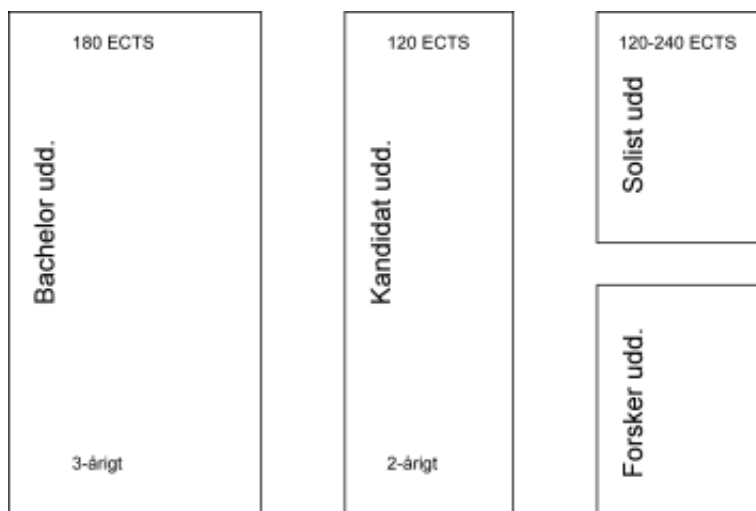 180 ECTS
Bachelor udd.
3-årigt
120 ECTS
Kandidat udd.
2-årigt
120-240 ECTS
Solist udd
Forsker udd.